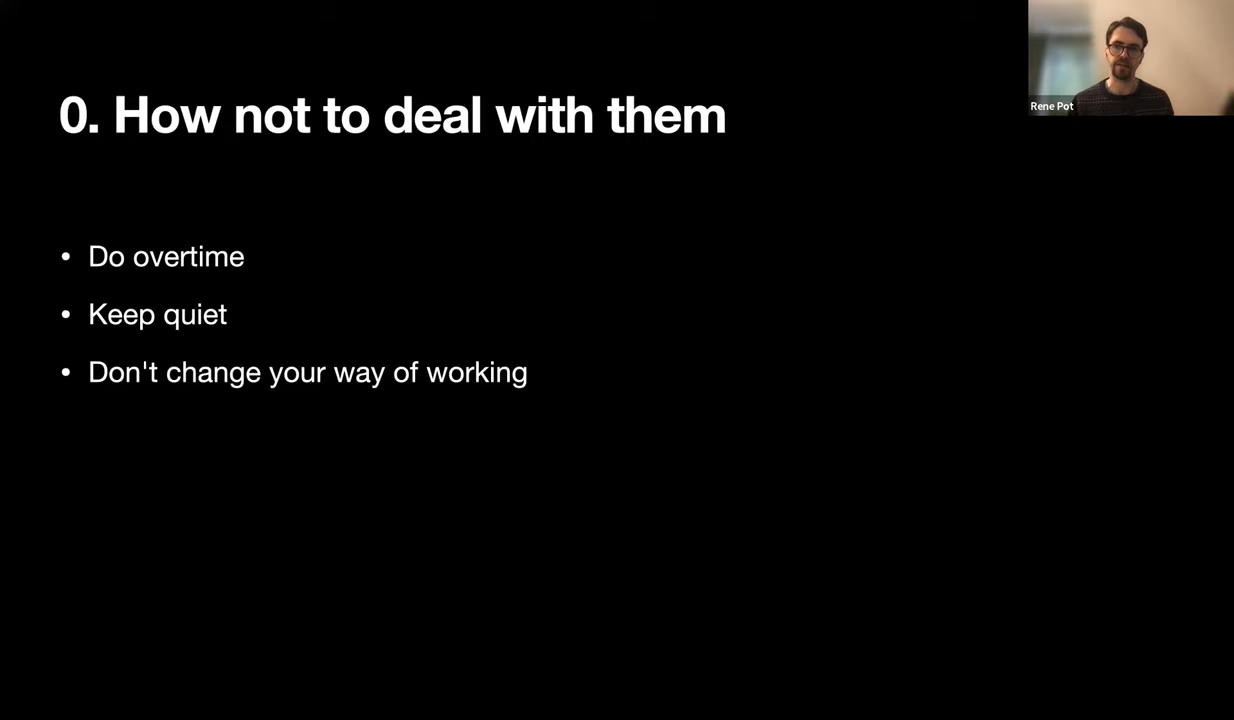 0. How not to deal with them
Rene Pot
• Do overtime
• Keep quiet
• Don't change your way of working